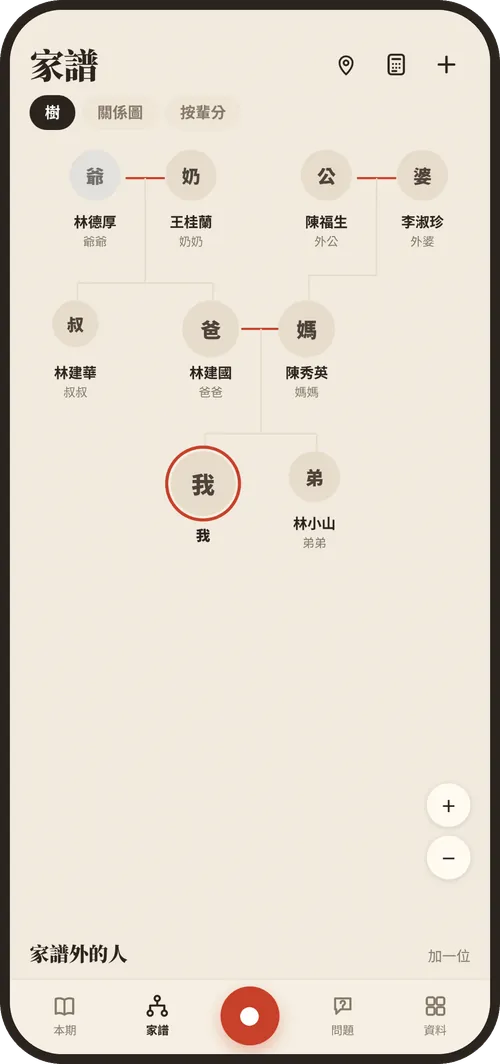 家譜
樹 關係圖 按輩分
爺 奶 公 婆
林德厚 王桂蘭 陳福生 李淑珍
爺爺 奶奶 外公 外婆
叔 爸 媽
林建華 林建國 陳秀英
叔叔 爸爸 媽媽
我 弟
我 林小山
弟弟
+
−
家譜外的人 加一位
本期 家譜 問題 資料